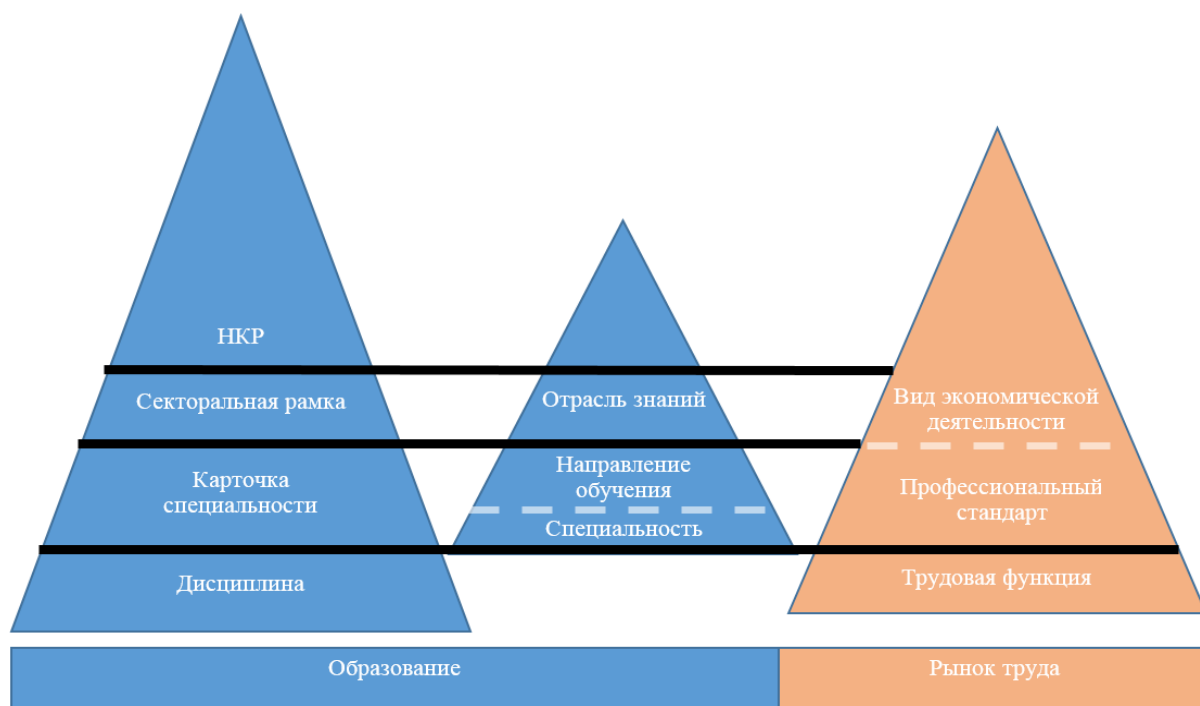 НКР
Секторальная рамка
Карточка
специальности
Дисциплина
Отрасль знаний
Направление
обучения
Специальность
Вид экономической
деятельности
Профессиональный
стандарт
Трудовая функция
Образование
Рынок труда